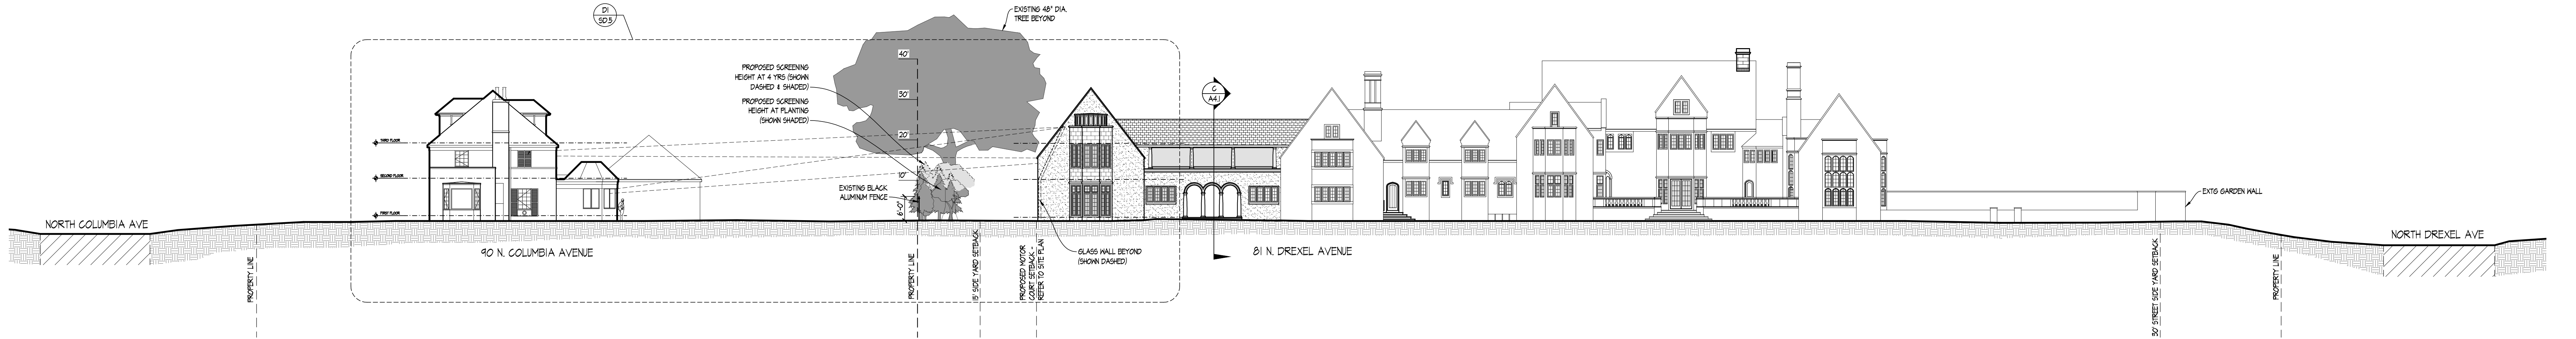 D1
SD.5
EXISTING 48" DIA.
TREE BEYOND
40'
PROPOSED SCREENING
HEIGHT AT 4 YRS (SHOWN
DASHED & SHADED)
PROPOSED SCREENING
HEIGHT AT PLANTING
(SHOWN SHADED)
30'
C
A4.1
20'
THIRD FLOOR
10'
SECOND FLOOR
EXISTING BLACK
ALUMINUM FENCE
6'-0"
EXT'G GARDEN WALL
FIRST FLOOR
NORTH COLUMBIA AVE
90 N. COLUMBIA AVENUE
GLASS WALL BEYOND
(SHOWN DASHED)
81 N. DREXEL AVENUE
NORTH DREXEL AVE
PROPERTY LINE
PROPERTY LINE
15' SIDE YARD SETBACK
PROPOSED MOTOR
COURT SETBACK -
REFER TO SITE PLAN
30' STREET SIDE YARD SETBACK
PROPERTY LINE